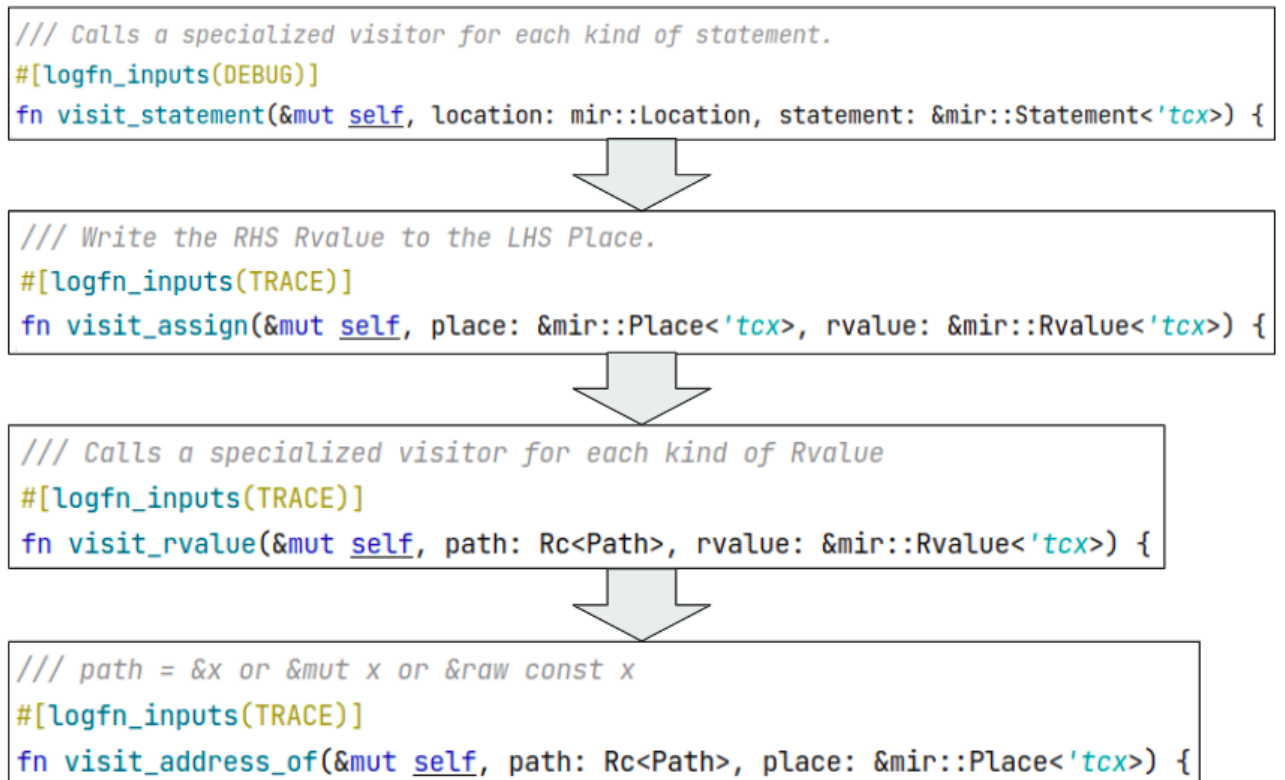 /// Calls a specialized visitor for each kind of statement.
#[logfn_inputs(DEBUG)]
fn visit_statement(&mut self, location: mir::Location, statement: &mir::Statement<'tcx>) {
/// Write the RHS Rvalue to the LHS Place.
#[logfn_inputs(TRACE)]
fn visit_assign(&mut self, place: &mir::Place<'tcx>, rvalue: &mir::Rvalue<'tcx>) {
/// Calls a specialized visitor for each kind of Rvalue
#[logfn_inputs(TRACE)]
fn visit_rvalue(&mut self, path: Rc<Path>, rvalue: &mir::Rvalue<'tcx>) {
/// path = &x or &mut x or &raw const x
#[logfn_inputs(TRACE)]
fn visit_address_of(&mut self, path: Rc<Path>, place: &mir::Place<'tcx>) {